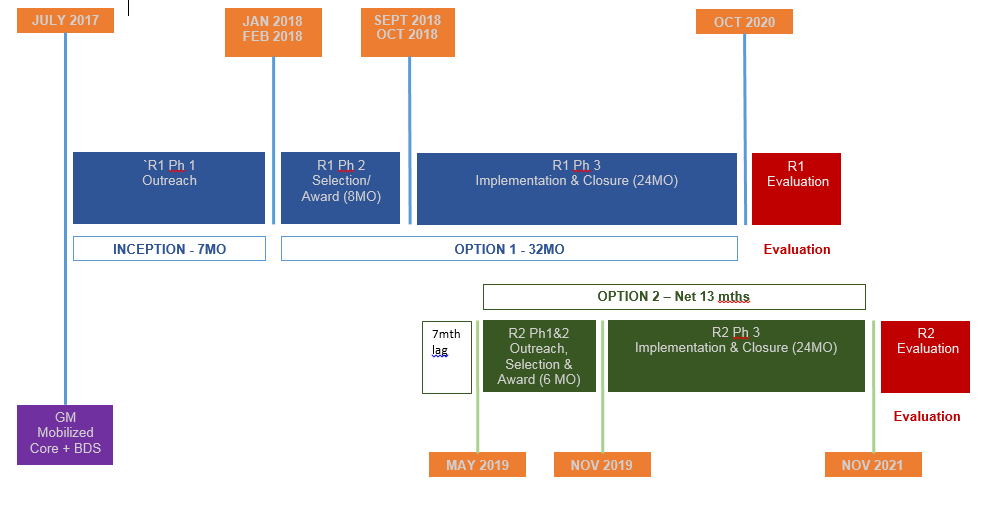 JULY 2017
JAN 2018
FEB 2018
SEPT 2018
OCT 2018
OCT 2020
`R1 Ph 1
Outreach
R1 Ph 2
Selection/
Award (8MO)
R1 Ph 3
Implementation & Closure (24MO)
R1
Evaluation
INCEPTION - 7MO
OPTION 1 - 32MO
Evaluation
OPTION 2 – Net 13 mths
7mth
lag
R2 Ph1&2
Outreach,
Selection &
Award (6 MO)
R2 Ph 3
Implementation & Closure (24MO)
R2
Evaluation
GM
Mobilized
Core + BDS
Evaluation
MAY 2019
NOV 2019
NOV 2021